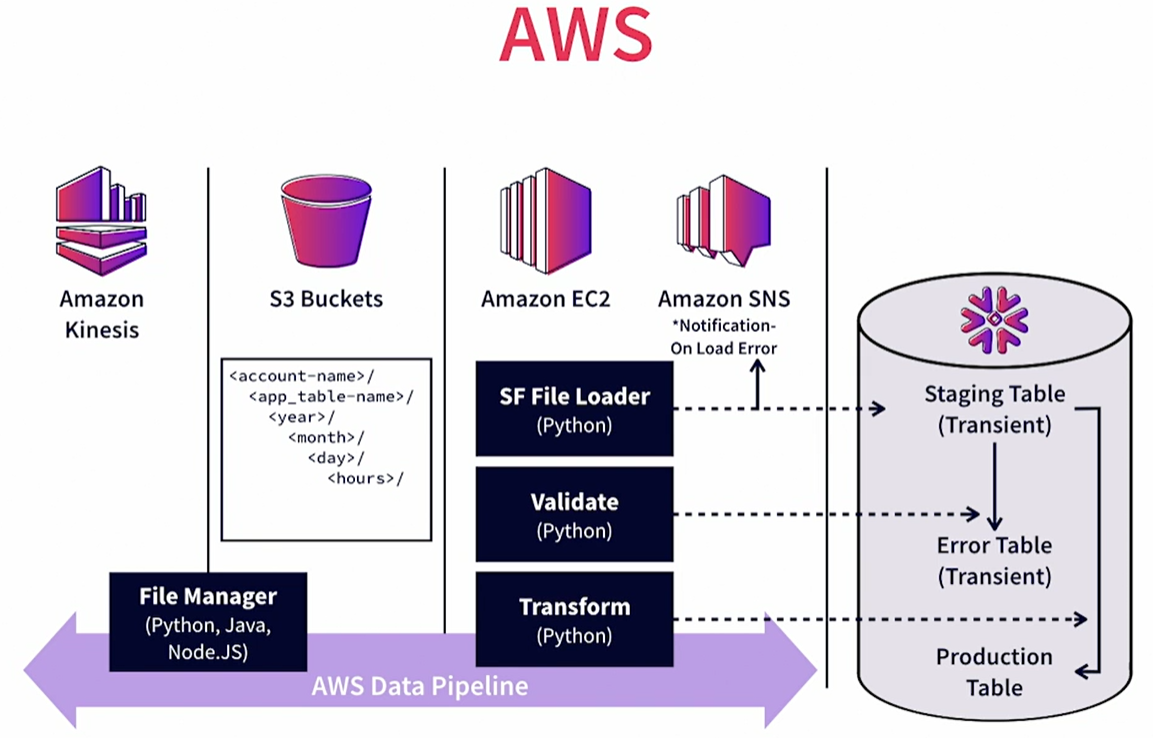 AWS
Amazon
Kinesis
S3 Buckets
Amazon EC2
Amazon SNS
*Notification-
On Load Error
<account-name>/
<app_table-name>/
<year>/
<month>/
<day>/
<hours>/
SF File Loader
(Python)
Validate
(Python)
Transform
(Python)
File Manager
(Python, Java,
Node.JS)
AWS Data Pipeline
Staging Table
(Transient)
Error Table
(Transient)
Production
Table